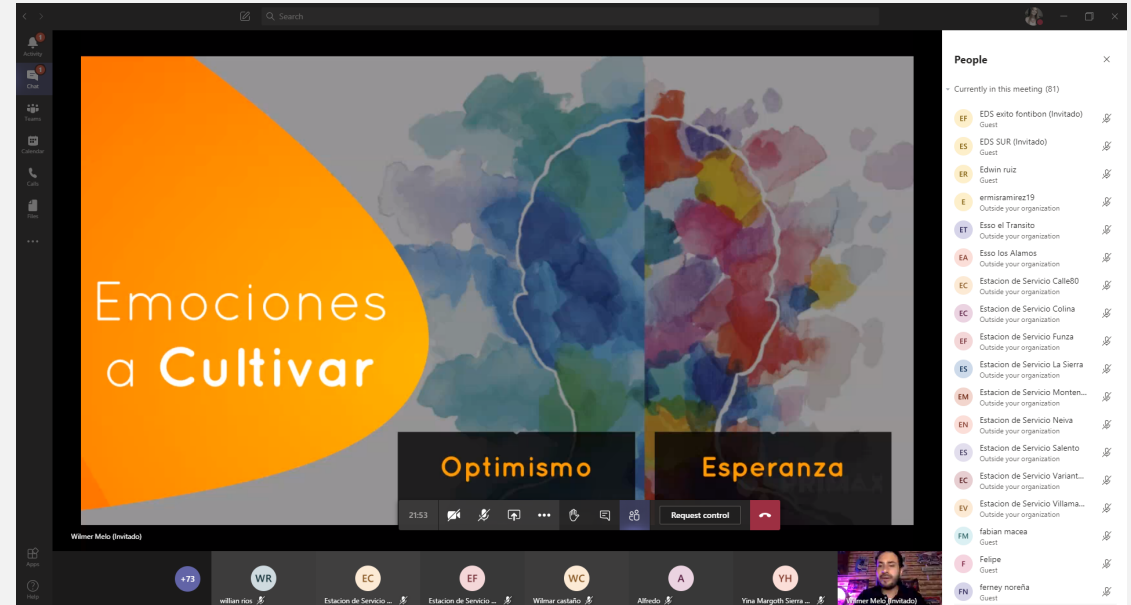 Search
Activity
Chat
Teams
Calendar
Calls
Files
Apps
Help
Emociones
a Cultivar
Optimismo
Esperanza
21:53
Request control
Wilmer Melo (Invitado)
+73
WR
willian rios
EC
Estacion de Servicio ...
EF
Estacion de Servicio ...
WC
Wilmar castaño
A
Alfredo
YH
Yina Margoth Sierra ...
Wilmer Melo (Invitado)
People
Currently in this meeting (81)
EF
EDS exito fontibon (Invitado)
Guest
ES
EDS SUR (Invitado)
Guest
ER
Edwin ruiz
Guest
E
ermisramirez19
Outside your organization
ET
Esso el Transito
Outside your organization
EA
Esso los Alamos
Outside your organization
EC
Estacion de Servicio Calle80
Outside your organization
EC
Estacion de Servicio Colina
Outside your organization
EF
Estacion de Servicio Funza
Outside your organization
ES
Estacion de Servicio La Sierra
Outside your organization
EM
Estacion de Servicio Monten...
Outside your organization
EN
Estacion de Servicio Neiva
Outside your organization
ES
Estacion de Servicio Salento
Outside your organization
EC
Estacion de Servicio Variant...
Outside your organization
EV
Estacion de Servicio Villama...
Outside your organization
FM
fabian macea
Guest
F
Felipe
Guest
FN
ferney noreña
Guest